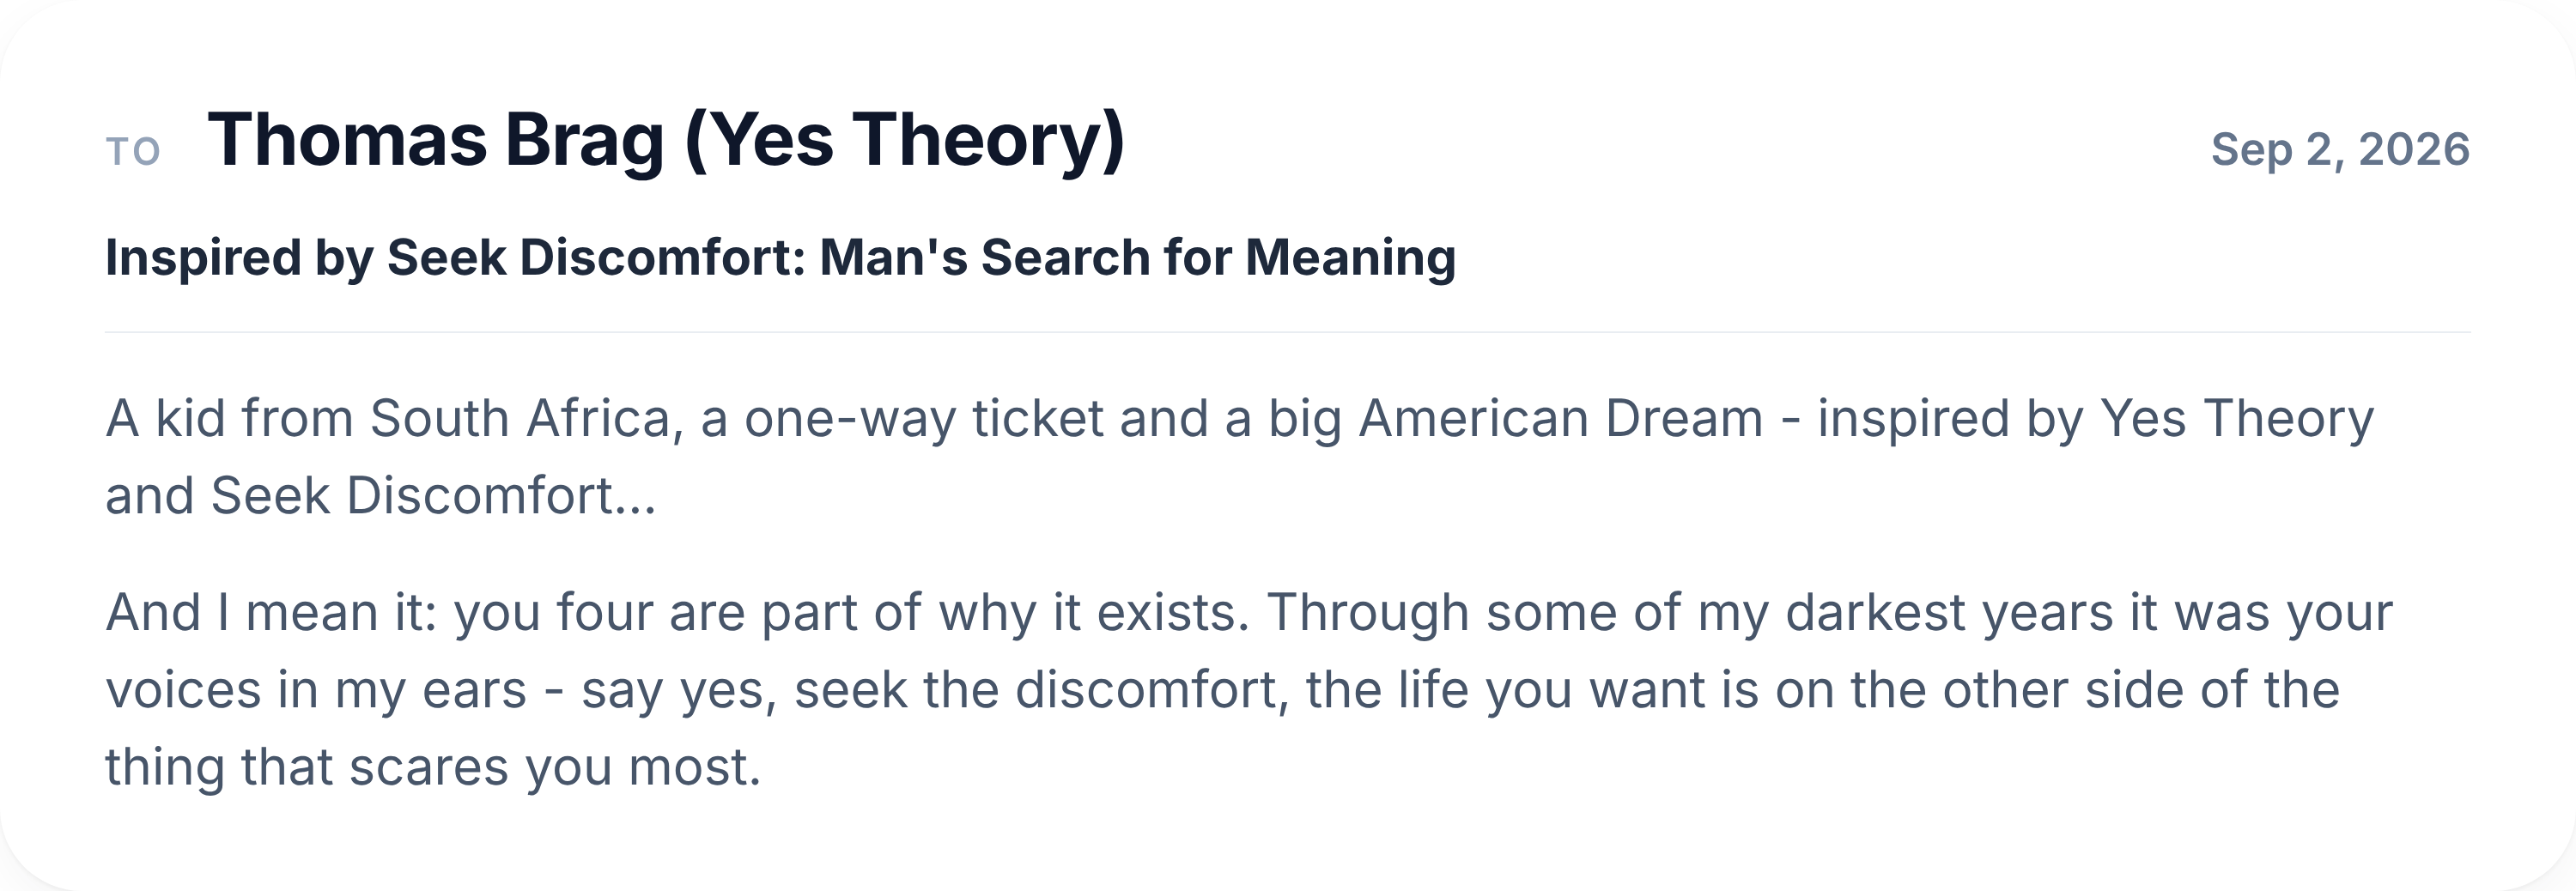 TO Thomas Brag (Yes Theory) Sep 2, 2026
Inspired by Seek Discomfort: Man's Search for Meaning
A kid from South Africa, a one-way ticket and a big American Dream - inspired by Yes Theory
and Seek Discomfort...
And I mean it: you four are part of why it exists. Through some of my darkest years it was your
voices in my ears - say yes, seek the discomfort, the life you want is on the other side of the
thing that scares you most.